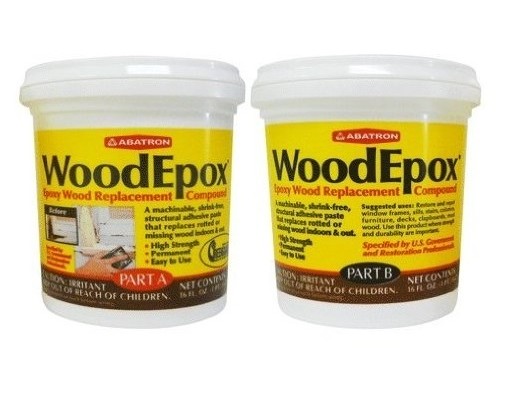 ABATRON
WoodEpox
Epoxy Wood Replacement Compound
Before
A machinable, shrink-free,
structural adhesive paste
that replaces rotted or
missing wood indoors & out.
• High Strength
• Permanent
• Easy to Use
PART A
CAUTION: IRRITANT
KEEP OUT OF REACH OF CHILDREN.
NET CONTENTS
16 FL. OZ.
ABATRON
WoodEpox
Epoxy Wood Replacement Compound
A machinable, shrink-free,
structural adhesive paste
that replaces rotted or
missing wood indoors & out.
• High Strength
• Permanent
• Easy to Use
Suggested uses: Restore and repair
window frames, sills, stairs, columns,
furniture, decks, clapboards, mud
wood. Use this product where strength
and durability are important.
Specified by U.S. Government
and Restoration Professionals
PART B
CAUTION: IRRITANT
KEEP OUT OF REACH OF CHILDREN.
NET CONTENTS
16 FL. OZ.